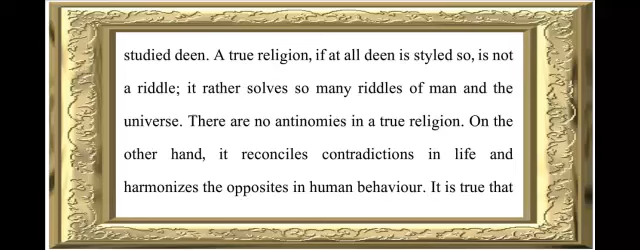 studied deen. A true religion, if at all deen is styled so, is not
a riddle; it rather solves so many riddles of man and the
universe. There are no antinomies in a true religion. On the
other hand, it reconciles contradictions in life and
harmonizes the opposites in human behaviour. It is true that